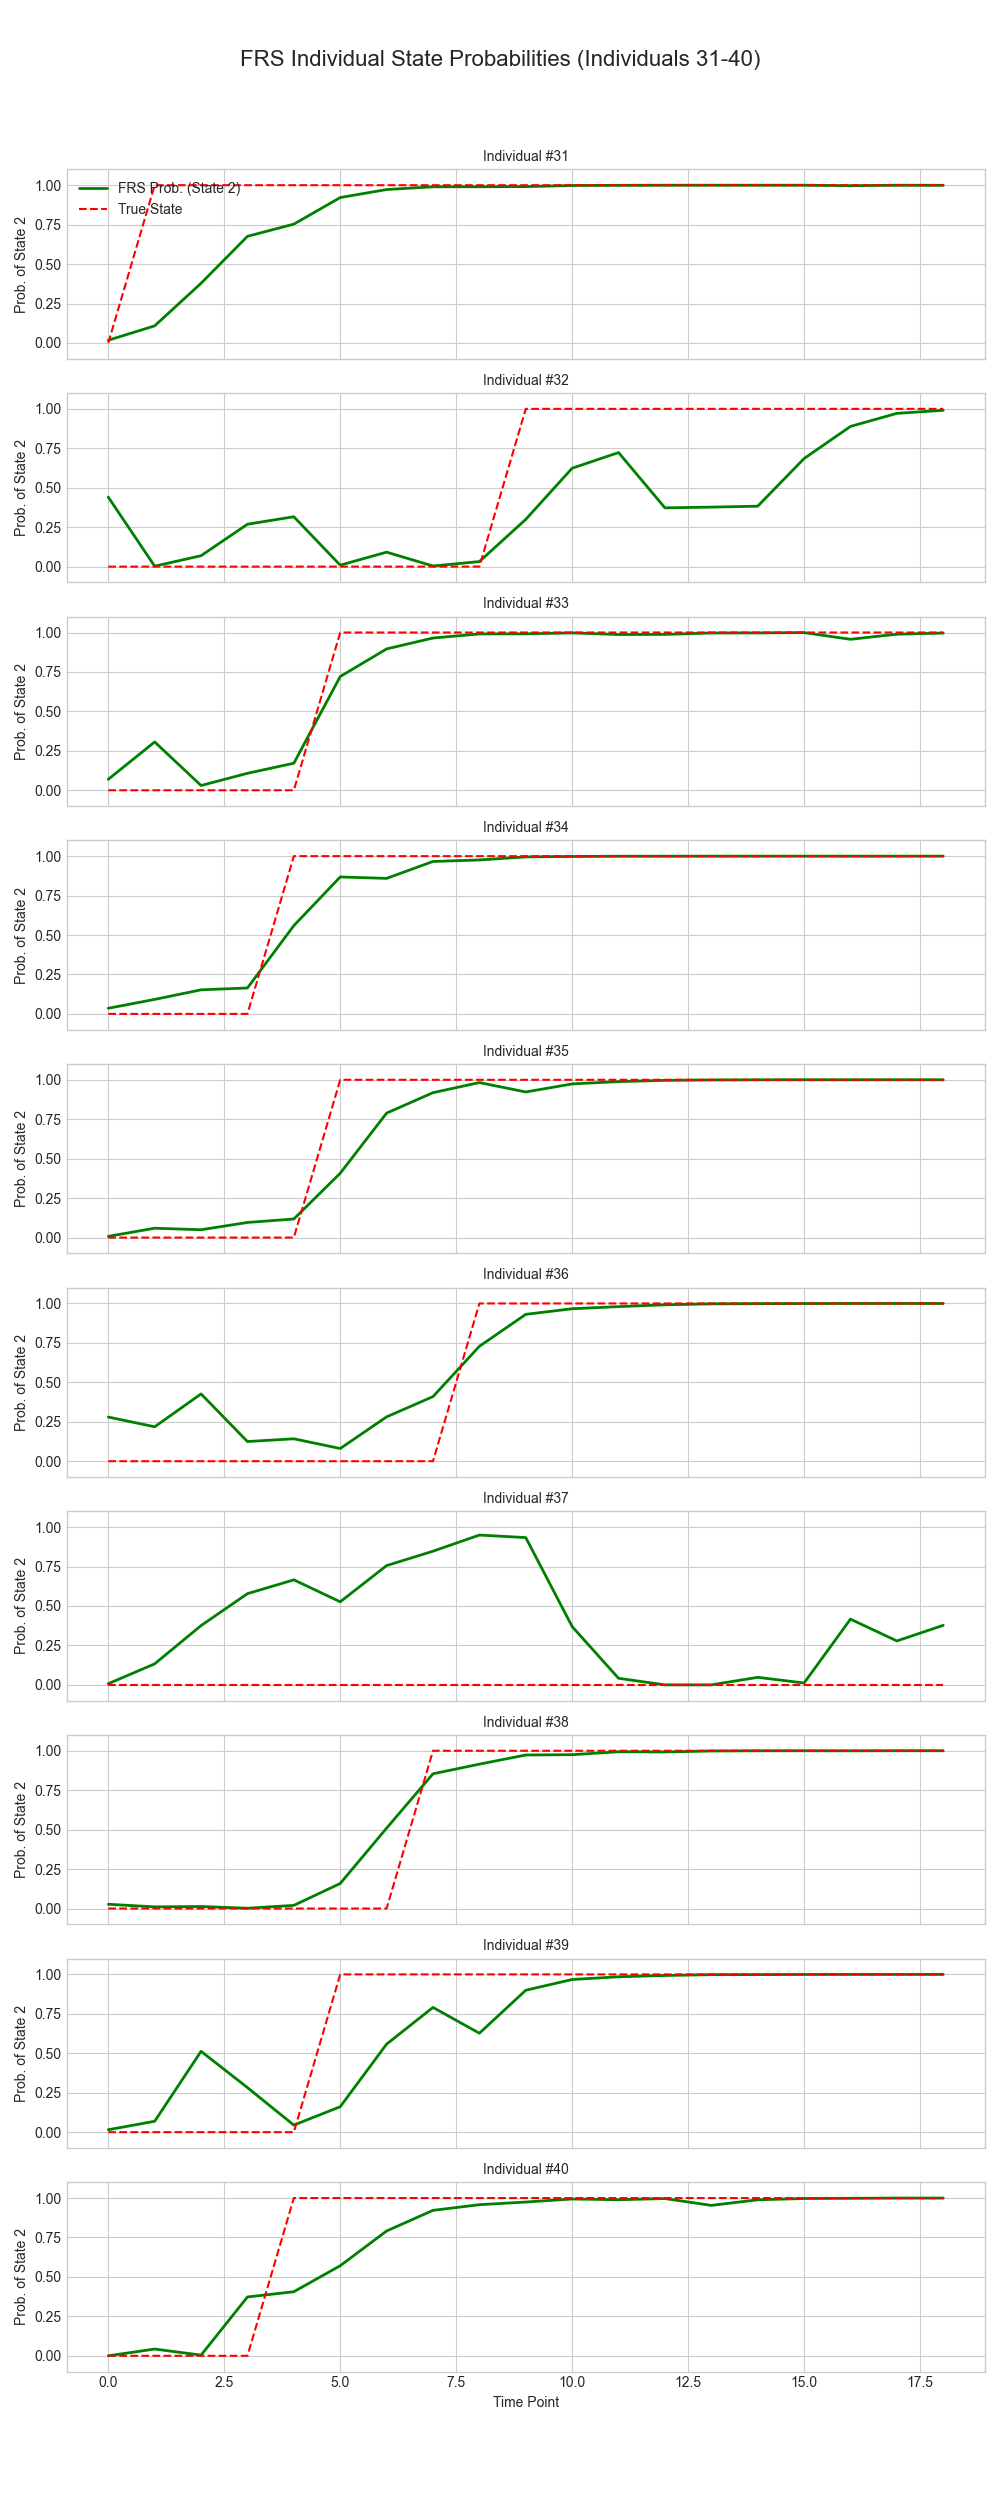 FRS Individual State Probabilities (Individuals 31-40)
Individual #31
FRS Prob. (State 2)
True State
Prob. of State 2
1.00
0.75
0.50
0.25
0.00
Individual #32
Prob. of State 2
1.00
0.75
0.50
0.25
0.00
Individual #33
Prob. of State 2
1.00
0.75
0.50
0.25
0.00
Individual #34
Prob. of State 2
1.00
0.75
0.50
0.25
0.00
Individual #35
Prob. of State 2
1.00
0.75
0.50
0.25
0.00
Individual #36
Prob. of State 2
1.00
0.75
0.50
0.25
0.00
Individual #37
Prob. of State 2
1.00
0.75
0.50
0.25
0.00
Individual #38
Prob. of State 2
1.00
0.75
0.50
0.25
0.00
Individual #39
Prob. of State 2
1.00
0.75
0.50
0.25
0.00
Individual #40
Prob. of State 2
1.00
0.75
0.50
0.25
0.00
0.0 2.5 5.0 7.5 10.0 12.5 15.0 17.5
Time Point